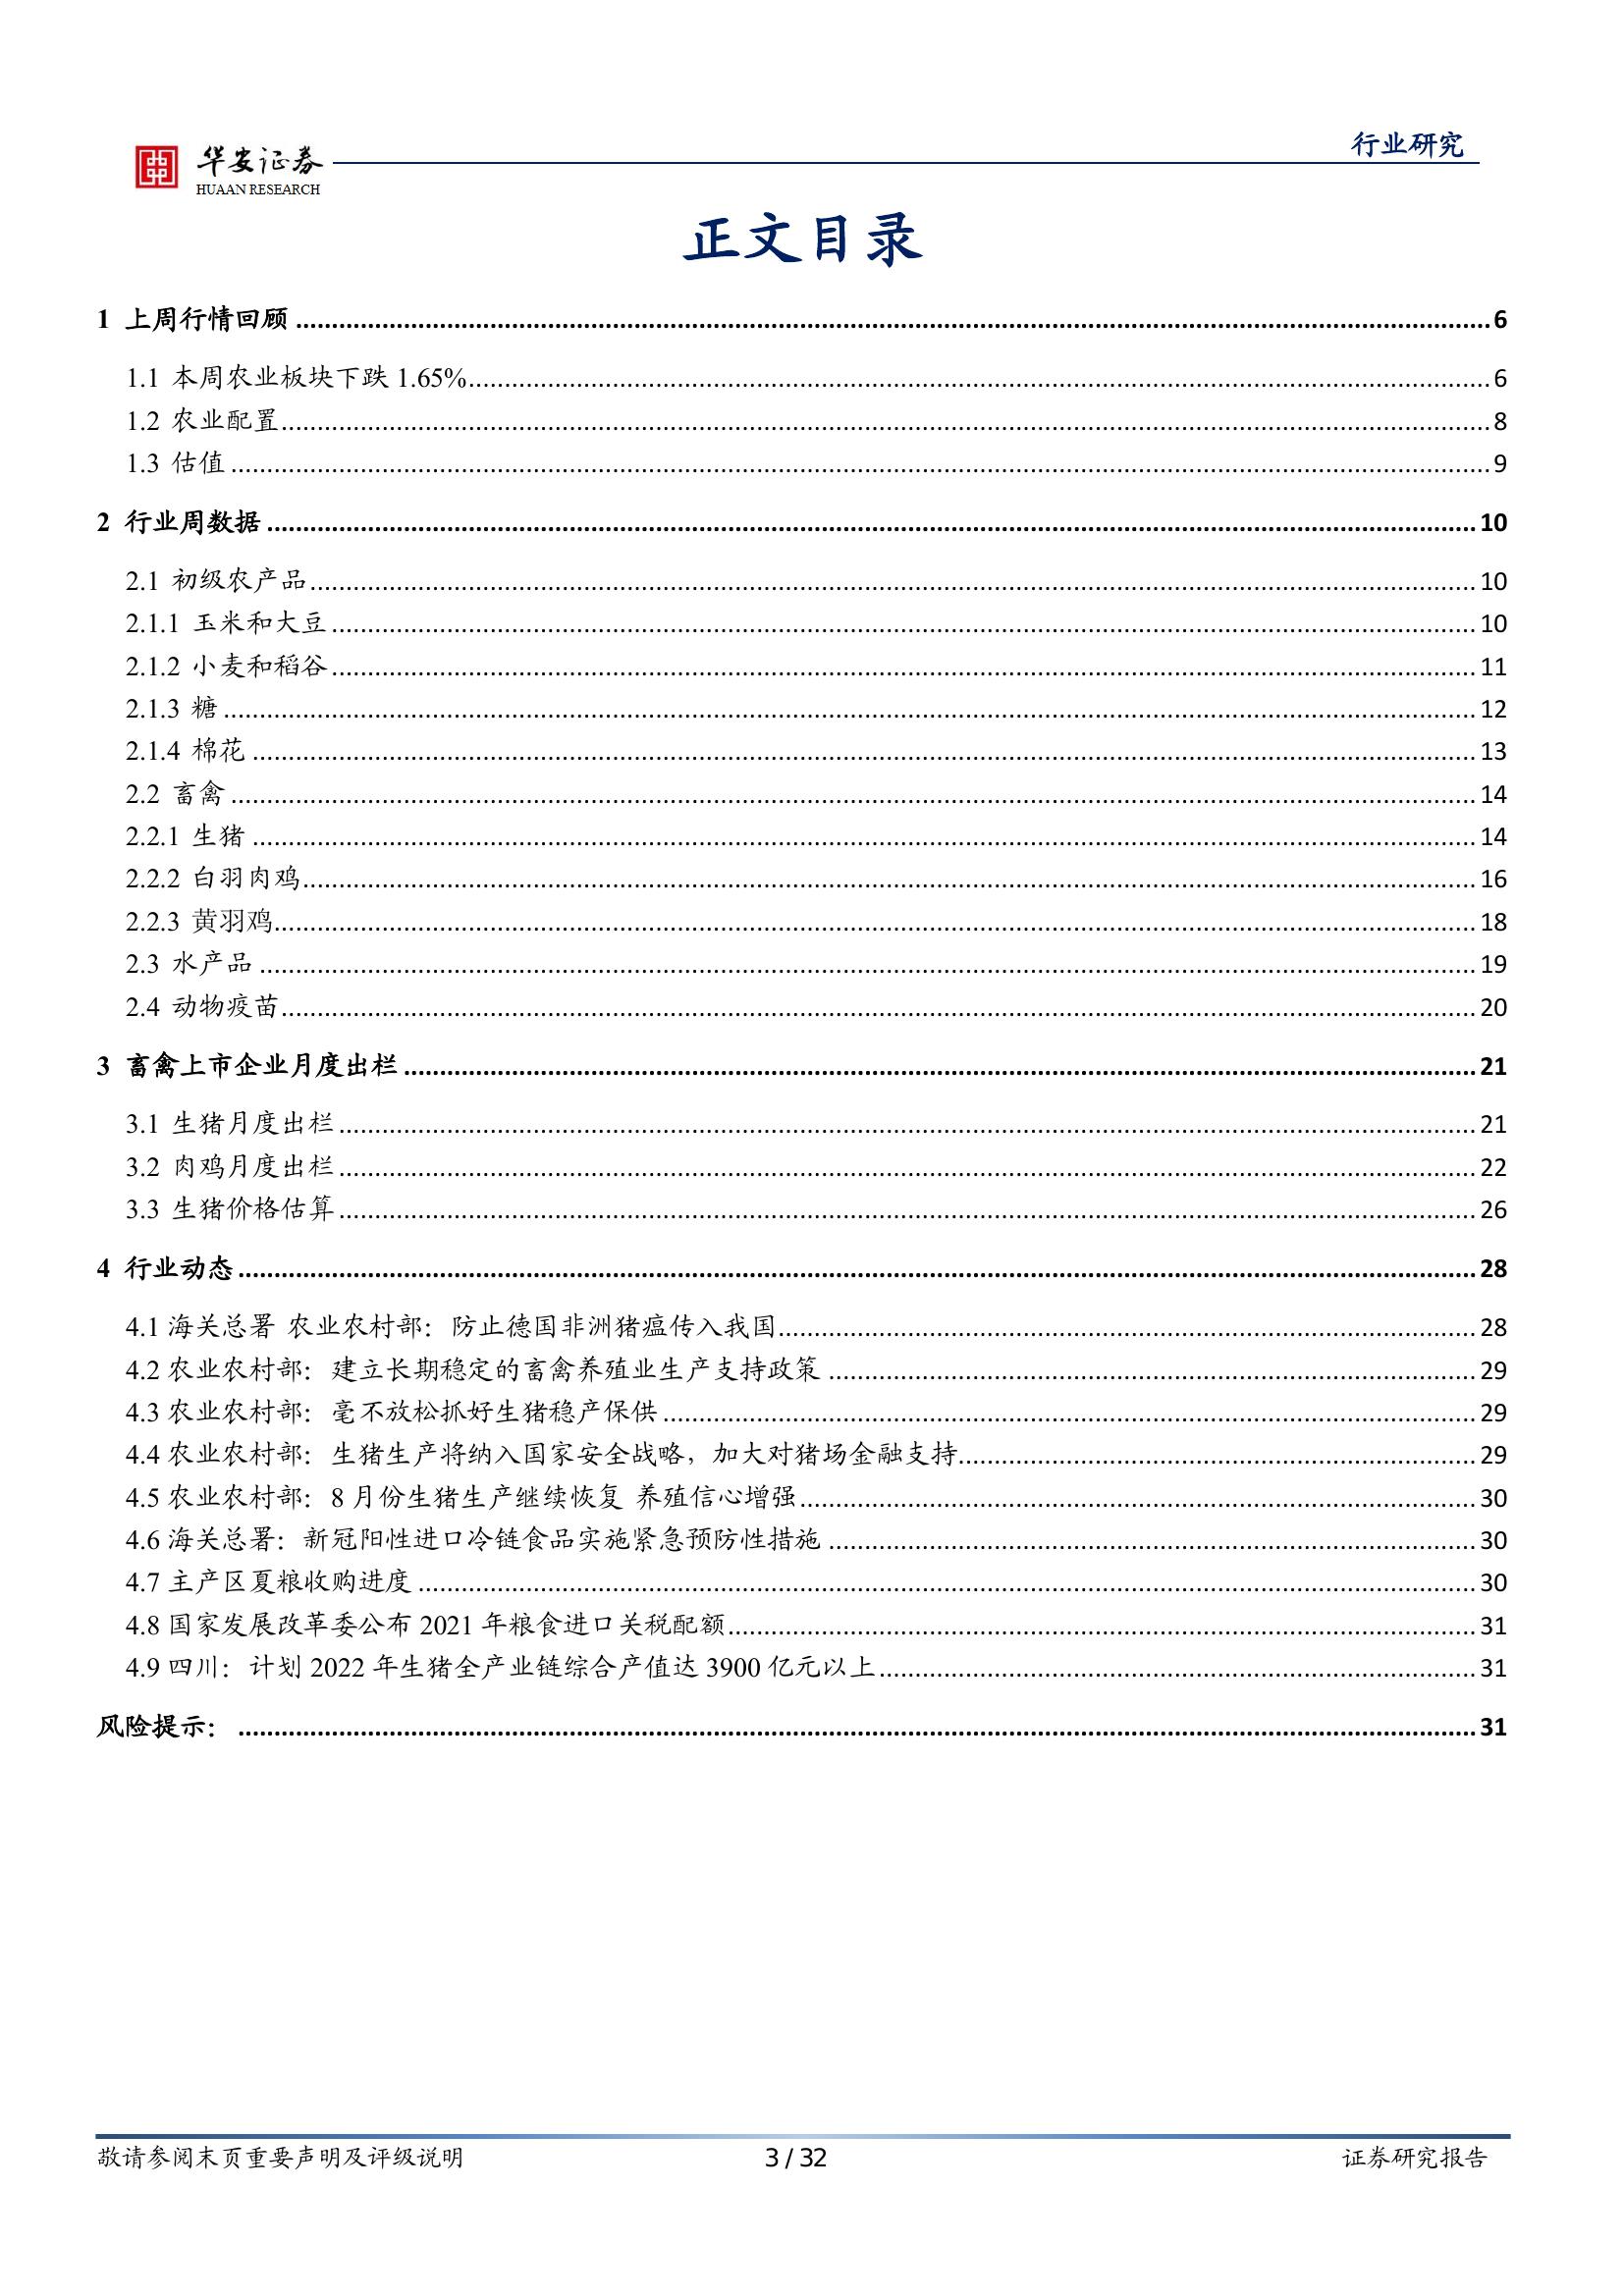 行业研究
华安证券
HUAAN RESEARCH
正文目录
1 上周行情回顾 6
1.1 本周农业板块下跌 1.65% 6
1.2 农业配置 8
1.3 估值 9
2 行业周数据 10
2.1 初级农产品 10
2.1.1 玉米和大豆 10
2.1.2 小麦和稻谷 11
2.1.3 糖 12
2.1.4 棉花 13
2.2 畜禽 14
2.2.1 生猪 14
2.2.2 白羽肉鸡 16
2.2.3 黄羽鸡 18
2.3 水产品 19
2.4 动物疫苗 20
3 畜禽上市企业月度出栏 21
3.1 生猪月度出栏 21
3.2 肉鸡月度出栏 22
3.3 生猪价格估算 26
4 行业动态 28
4.1 海关总署 农业农村部：防止德国非洲猪瘟传入我国 28
4.2 农业农村部：建立长期稳定的畜禽养殖业生产支持政策 29
4.3 农业农村部：毫不放松抓好生猪稳产保供 29
4.4 农业农村部：生猪生产将纳入国家安全战略，加大对猪场金融支持 29
4.5 农业农村部：8 月份生猪生产继续恢复 养殖信心增强 30
4.6 海关总署：新冠阳性进口冷链食品实施紧急预防性措施 30
4.7 主产区夏粮收购进度 30
4.8 国家发展改革委公布 2021 年粮食进口关税配额 31
4.9 四川：计划 2022 年生猪全产业链综合产值达 3900 亿元以上 31
风险提示： 31
敬请参阅末页重要声明及评级说明 3 / 32 证券研究报告